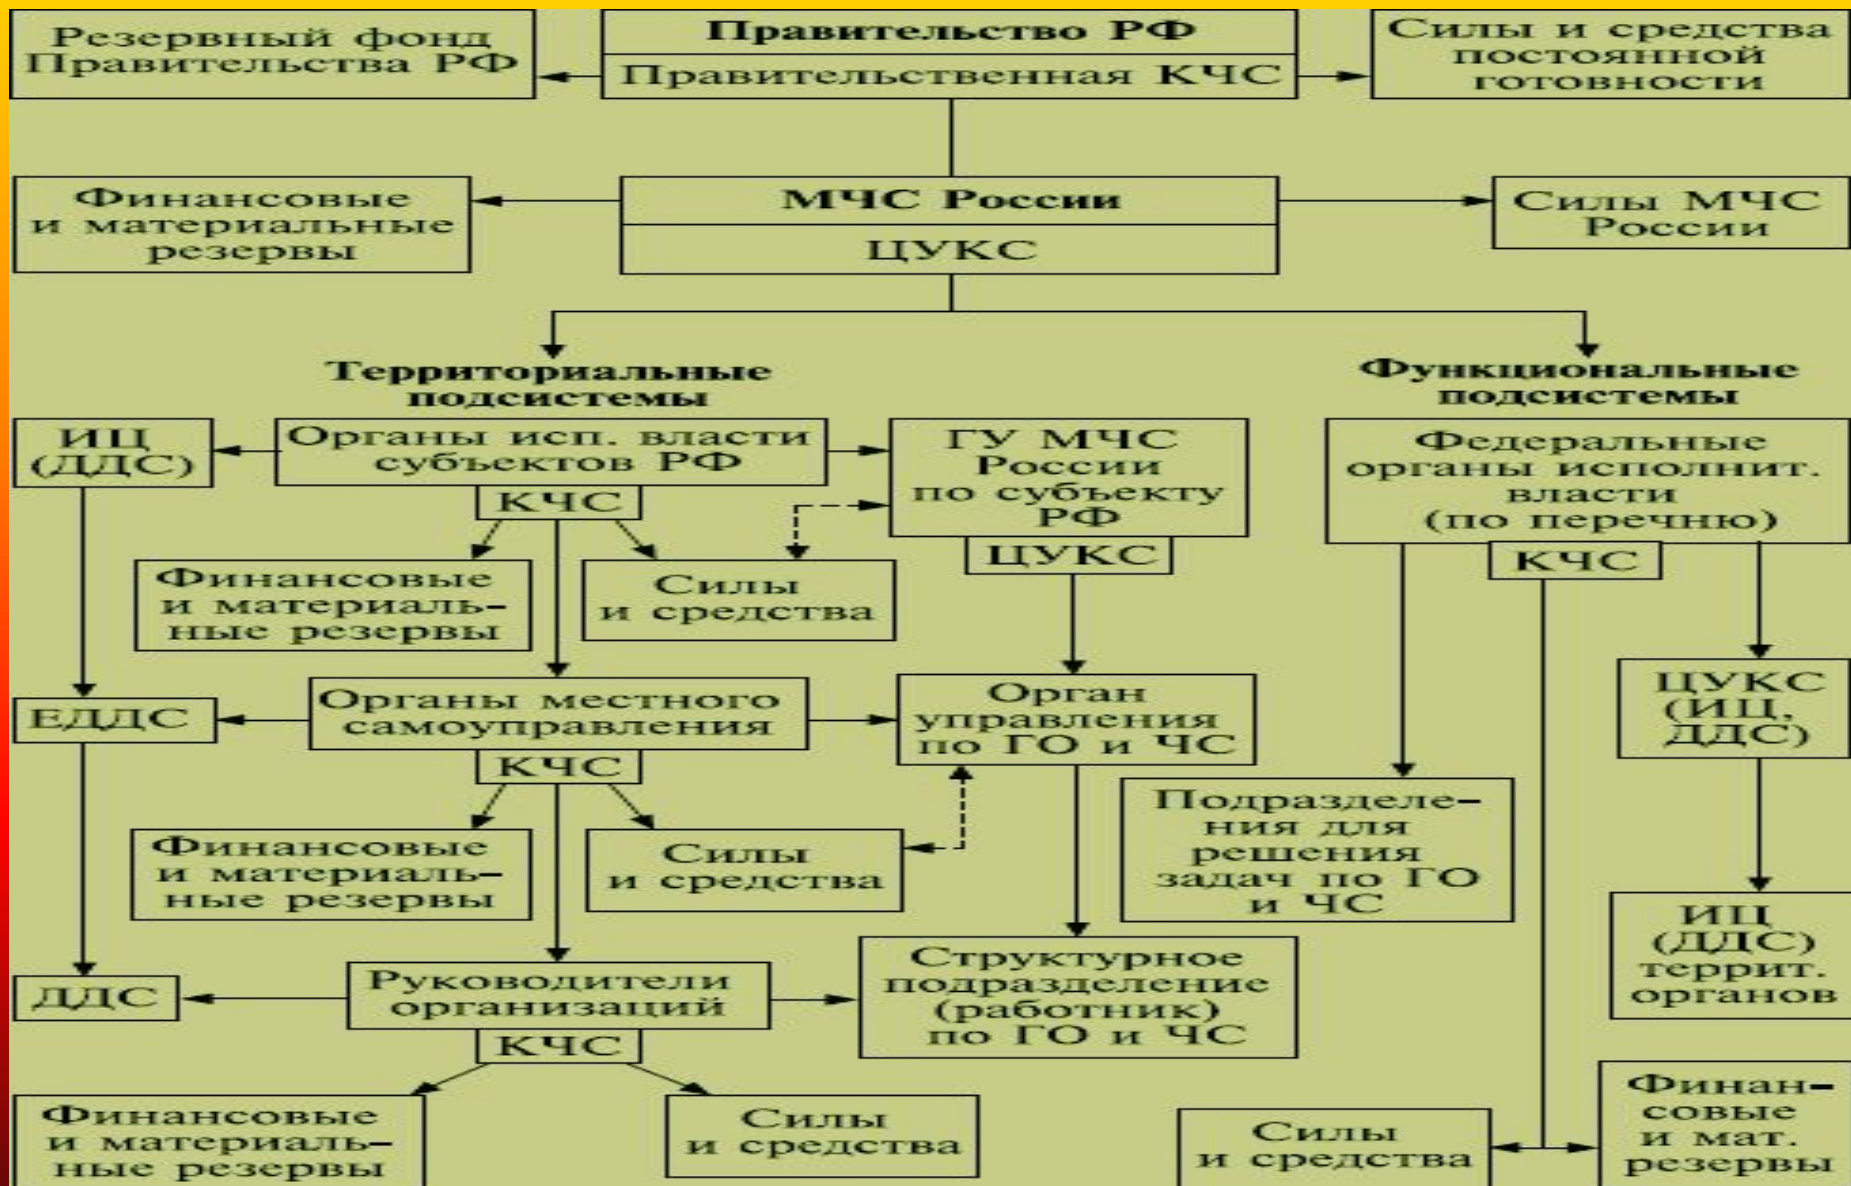 Резервный фонд
Правительства РФ
Правительство РФ
Правительственная КЧС
Силы и средства
постоянной
готовности
Финансовые
и материальные
резервы
МЧС России
ЦУКС
Силы МЧС
России
Территориальные
подсистемы
Функциональные
подсистемы
ИЦ
(ДДС)
Органы исп. власти
субъектов РФ
КЧС
ГУ МЧС
России
по субъекту
РФ
ЦУКС
Федеральные
органы исполнит.
власти
(по перечню)
КЧС
Финансовые
и материаль-
ные резервы
Силы
и средства
ЕДДС
Органы местного
самоуправления
КЧС
Орган
управления
по ГО и ЧС
ЦУКС
(ИЦ,
ДДС)
Финансовые
и материаль-
ные резервы
Силы
и средства
Подразделе-
ния для
решения
задач по ГО
и ЧС
ИЦ
(ДДС)
террит.
органов
ДДС
Руководители
организаций
КЧС
Структурное
подразделение
(работник)
по ГО и ЧС
Финансовые
и материаль-
ные резервы
Силы
и средства
Силы
и средства
Финан-
совые
и мат.
резервы